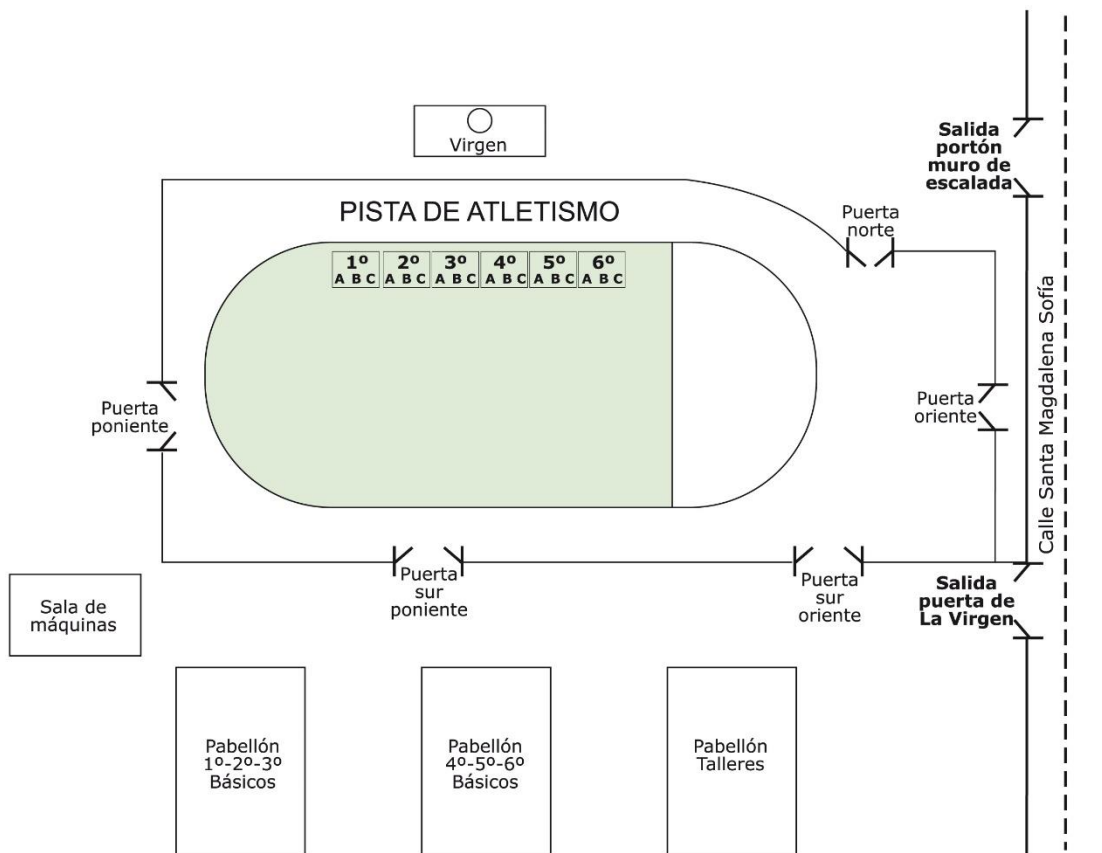 Virgen
Salida
portón
muro de
escalada
PISTA DE ATLETISMO
Puerta
norte
1º 2º 3º 4º 5º 6º
A B C A B C A B C A B C A B C A B C
Puerta
poniente
Puerta
oriente
Calle Santa Magdalena Sofía
Puerta
sur
poniente
Puerta
sur
oriente
Salida
puerta de
La Virgen
Sala de
máquinas
Pabellón
1º-2º-3º
Básicos
Pabellón
4º-5º-6º
Básicos
Pabellón
Talleres